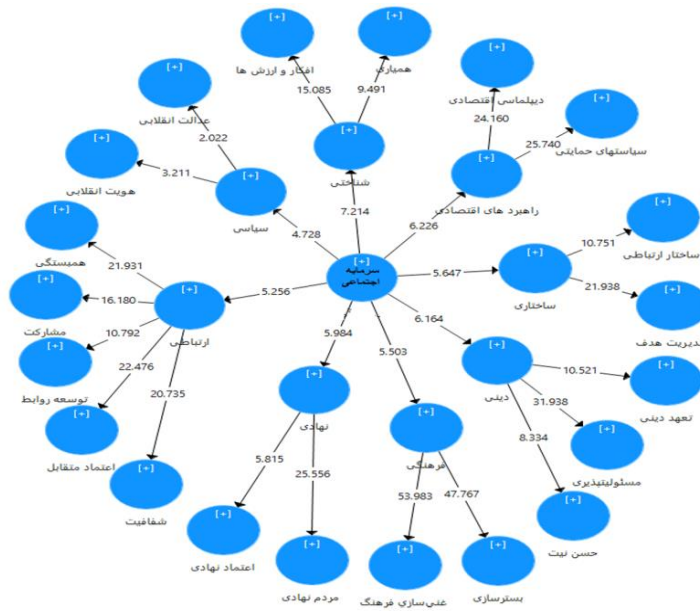 [+]
[+]
افکار و ارزش ها
همیاری
[+]
دیپلماسی اقتصادی
[+]
عدالت انقلابی
15.085
9.491
24.160
[+]
سیاستهای حمایتی
2.022
25.740
[+]
هویت انقلابی
3.211
[+]
سیاسی
[+]
شناختی
[+]
راهبرد های اقتصادی
4.728
7.214
6.226
[+]
همبستگی
21.931
[+]
سرمایه
اجتماعی
[+]
ساختاری
5.647
10.751
[+]
ساختار ارتباطی
21.938
[+]
مدیریت هدف
[+]
مشارکت
16.180
[+]
ارتباطی
5.256
10.792
[+]
توسعه روابط
22.476
20.735
[+]
اعتماد متقابل
[+]
شفافیت
5.984
5.503
6.164
[+]
دینی
10.521
[+]
تعهد دینی
31.938
[+]
مسئولیتپذیری
8.334
[+]
حسن نیت
[+]
نهادی
[+]
فرهنگی
5.815
25.556
53.983
47.767
[+]
اعتماد نهادی
[+]
مردم نهادی
[+]
غنی‌سازی فرهنگ
[+]
بسترسازی